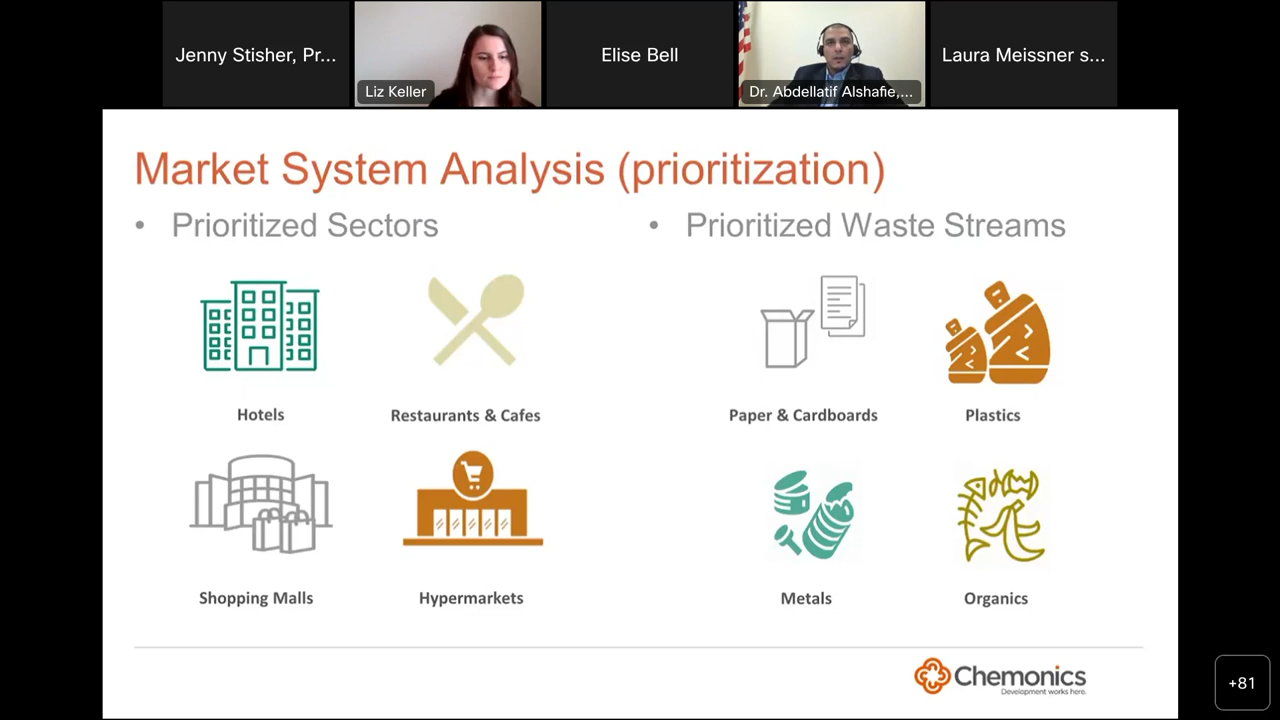 Jenny Stisher, Pr...
Liz Keller
Elise Bell
Dr. Abdellatif Alshafie,...
Laura Meissner s...
Market System Analysis (prioritization)
• Prioritized Sectors
Hotels
Restaurants & Cafes
Shopping Malls
Hypermarkets
• Prioritized Waste Streams
Paper & Cardboards
Plastics
Metals
Organics
Chemonics
Development works here.
+81